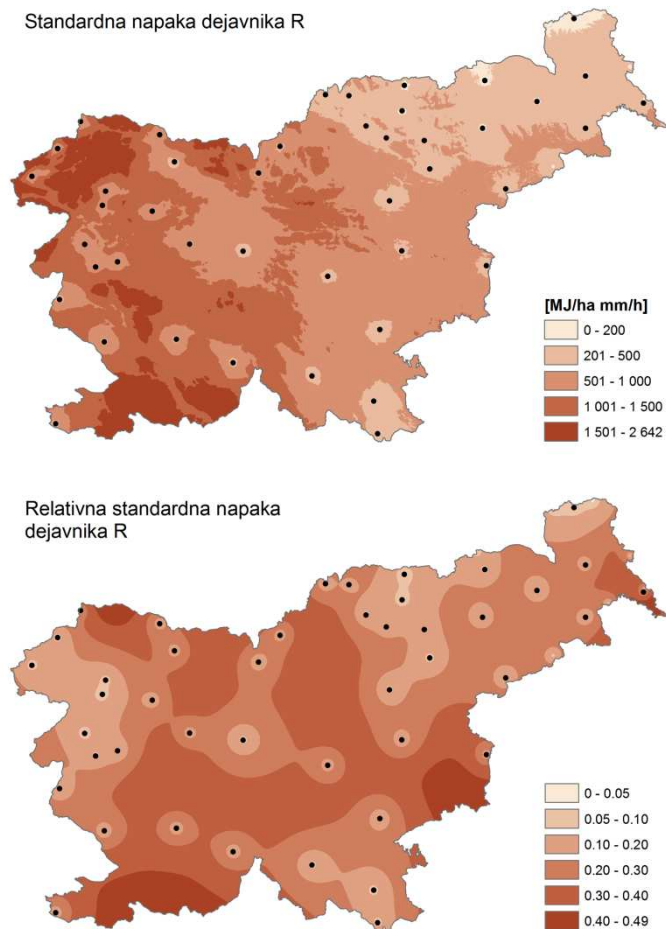 Standardna napaka dejavnika R
[MJ/ha mm/h]
0 - 200
201 - 500
501 - 1 000
1 001 - 1 500
1 501 - 2 642
Relativna standardna napaka
dejavnika R
0 - 0.05
0.05 - 0.10
0.10 - 0.20
0.20 - 0.30
0.30 - 0.40
0.40 - 0.49